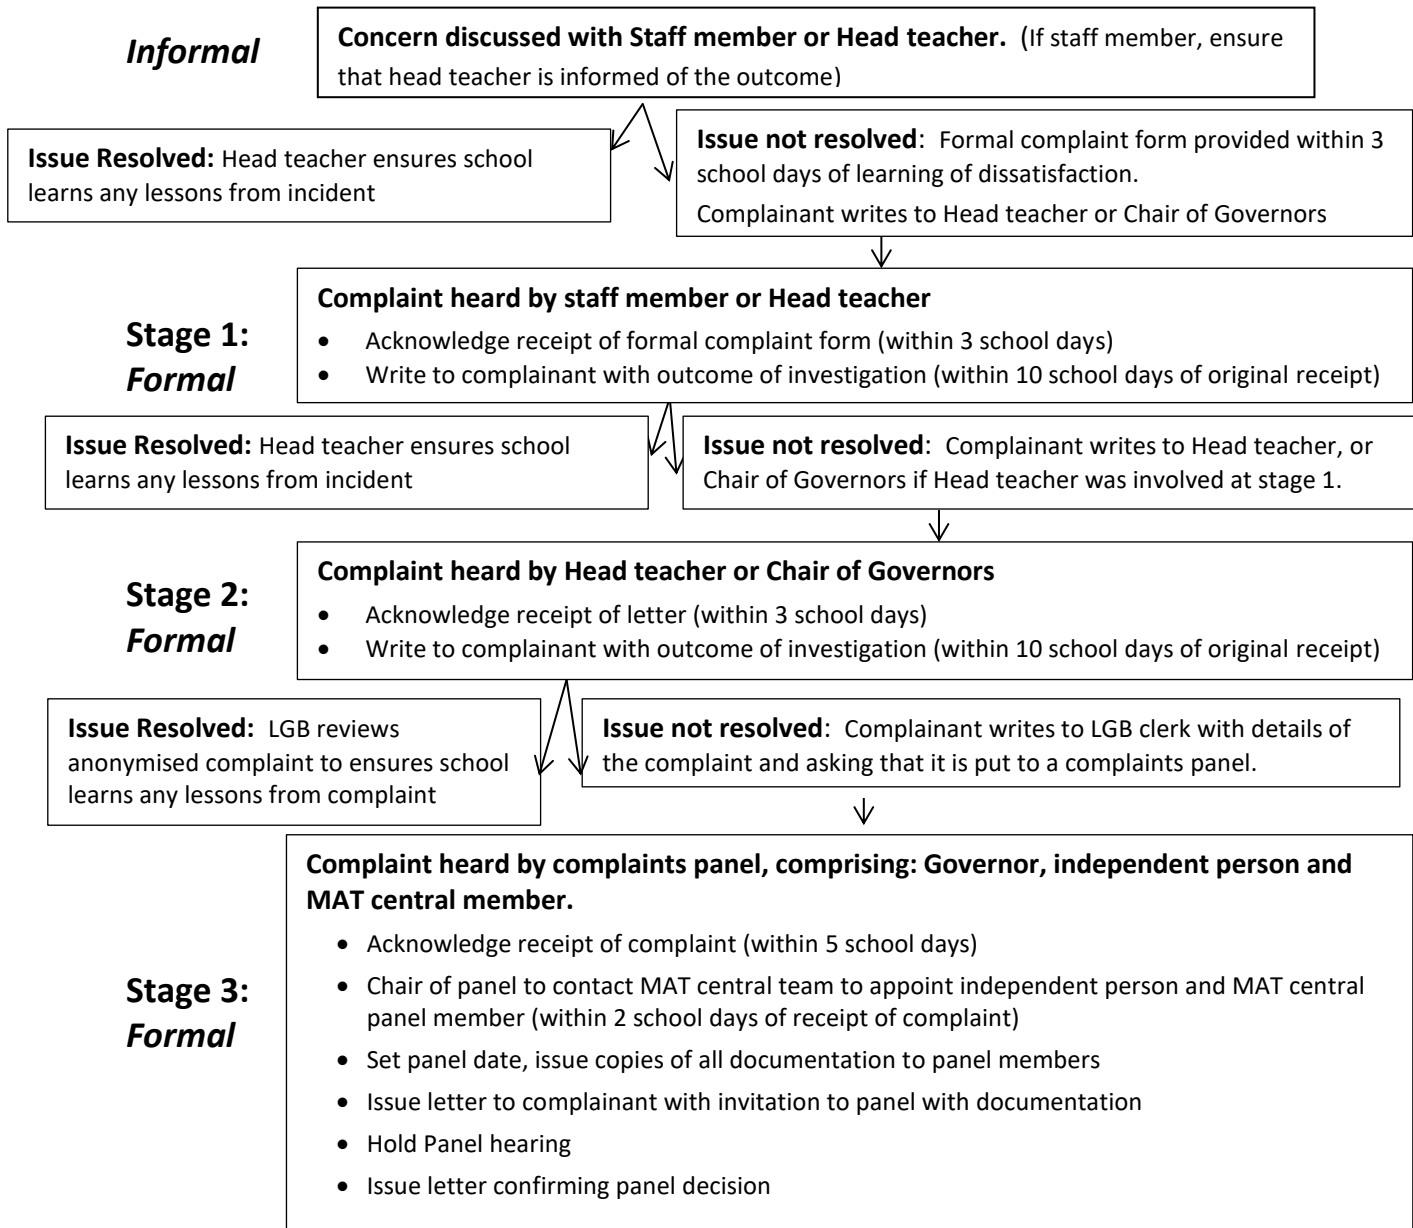 Informal
Concern discussed with Staff member or Head teacher. (If staff member, ensure
that head teacher is informed of the outcome)
Issue Resolved: Head teacher ensures school
learns any lessons from incident
Issue not resolved: Formal complaint form provided within 3
school days of learning of dissatisfaction.
Complainant writes to Head teacher or Chair of Governors
Stage 1:
Formal
Complaint heard by staff member or Head teacher
• Acknowledge receipt of formal complaint form (within 3 school days)
• Write to complainant with outcome of investigation (within 10 school days of original receipt)
Issue Resolved: Head teacher ensures school
learns any lessons from incident
Issue not resolved: Complainant writes to Head teacher, or
Chair of Governors if Head teacher was involved at stage 1.
Stage 2:
Formal
Complaint heard by Head teacher or Chair of Governors
• Acknowledge receipt of letter (within 3 school days)
• Write to complainant with outcome of investigation (within 10 school days of original receipt)
Issue Resolved: LGB reviews
anonymised complaint to ensures school
learns any lessons from complaint
Issue not resolved: Complainant writes to LGB clerk with details of
the complaint and asking that it is put to a complaints panel.
Stage 3:
Formal
Complaint heard by complaints panel, comprising: Governor, independent person and
MAT central member.
• Acknowledge receipt of complaint (within 5 school days)
• Chair of panel to contact MAT central team to appoint independent person and MAT central
panel member (within 2 school days of receipt of complaint)
• Set panel date, issue copies of all documentation to panel members
• Issue letter to complainant with invitation to panel with documentation
• Hold Panel hearing
• Issue letter confirming panel decision